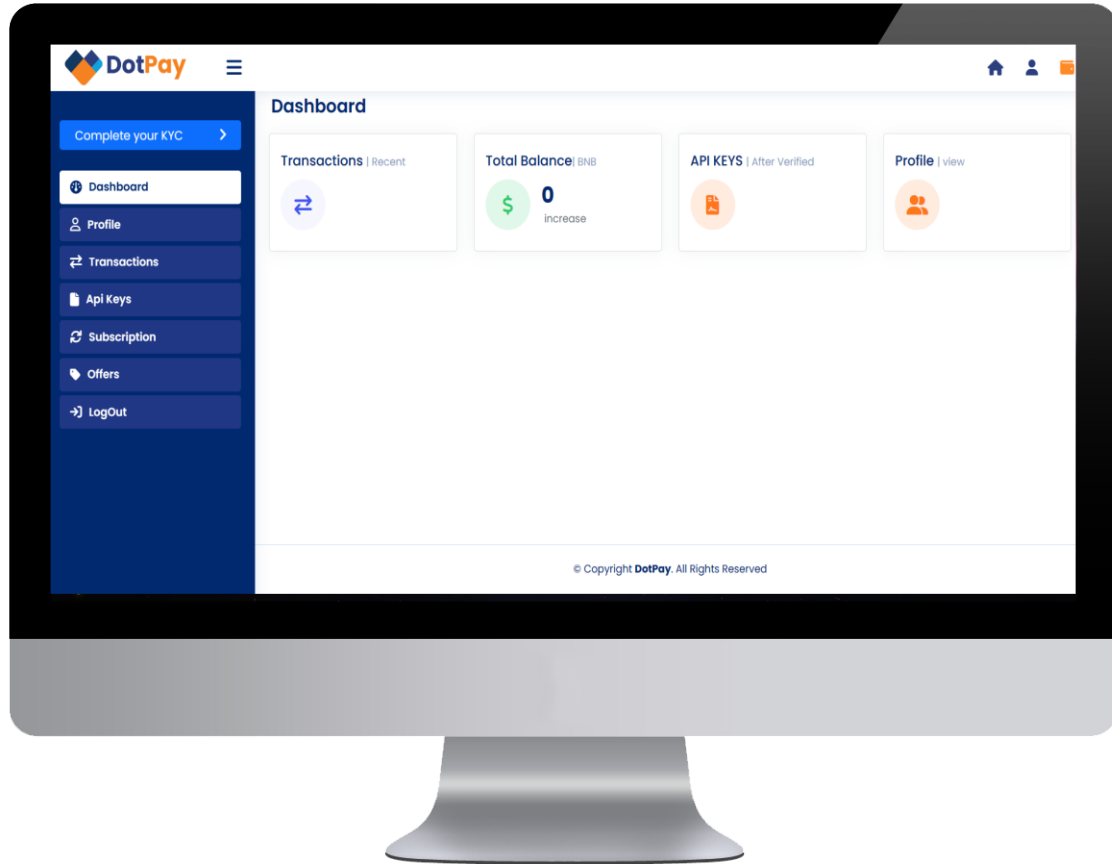 DotPay
Dashboard
Complete your KYC
Dashboard
Profile
Transactions
Api Keys
Subscription
Offers
LogOut
Transactions | Recent
Total Balance| BNB
0
increase
API KEYS | After Verified
Profile | view
© Copyright DotPay. All Rights Reserved